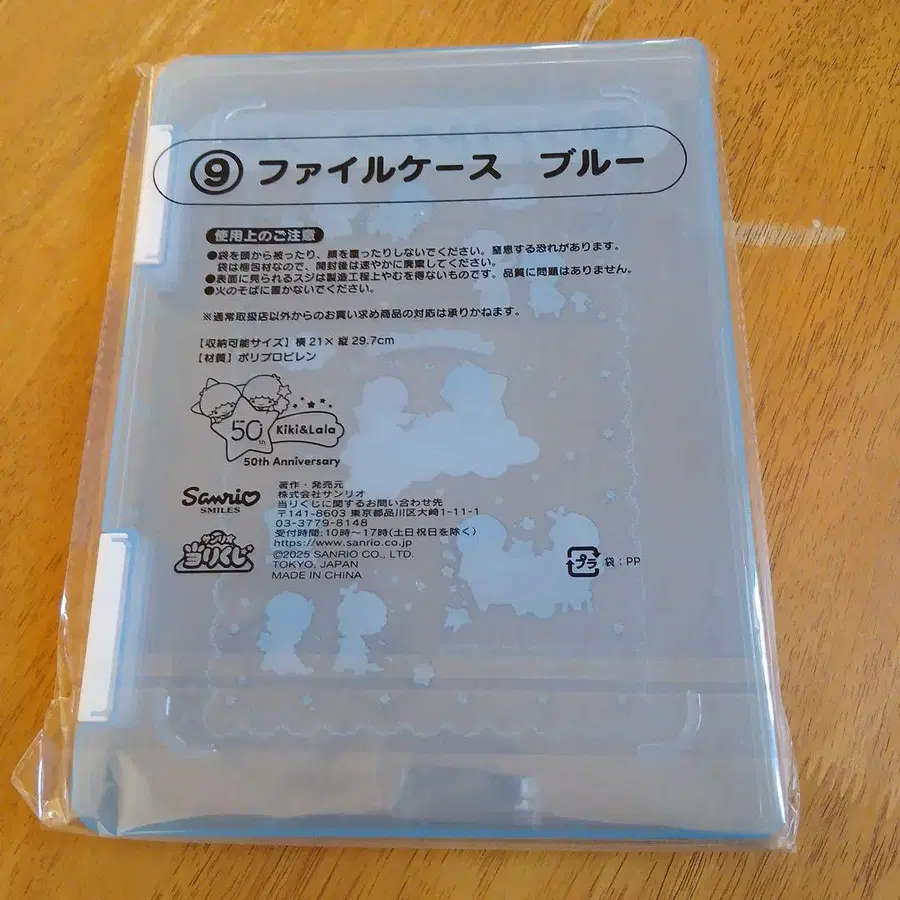 ⑨ ファイルケース ブルー
使用上のご注意
●袋を頭から被ったり、顔を覆ったりしないでください。窒息する恐れがあります。
袋は梱包材なので、開封後は速やかに廃棄してください。
●表面に見られるスジは製造工程上やむを得ないものです。品質に問題はありません。
●火のそばに置かないでください。
※通常取扱店以外からのお買い求め商品の対応は承りかねます。
【収納可能サイズ】横21×縦29.7cm
【材質】ポリプロピレン
50th Kiki&Lala
50th Anniversary
Sanrio
SMILES
サンリオ
当りくじ
著作・発売元
株式会社サンリオ
当りくじに関するお問い合わせ先
〒141-8603 東京都品川区大崎1-11-1
03-3779-8148
受付時間:10時〜17時(土日祝日を除く)
https://www.sanrio.co.jp
©2025 SANRIO CO., LTD.
TOKYO, JAPAN
MADE IN CHINA
プラ 袋:PP